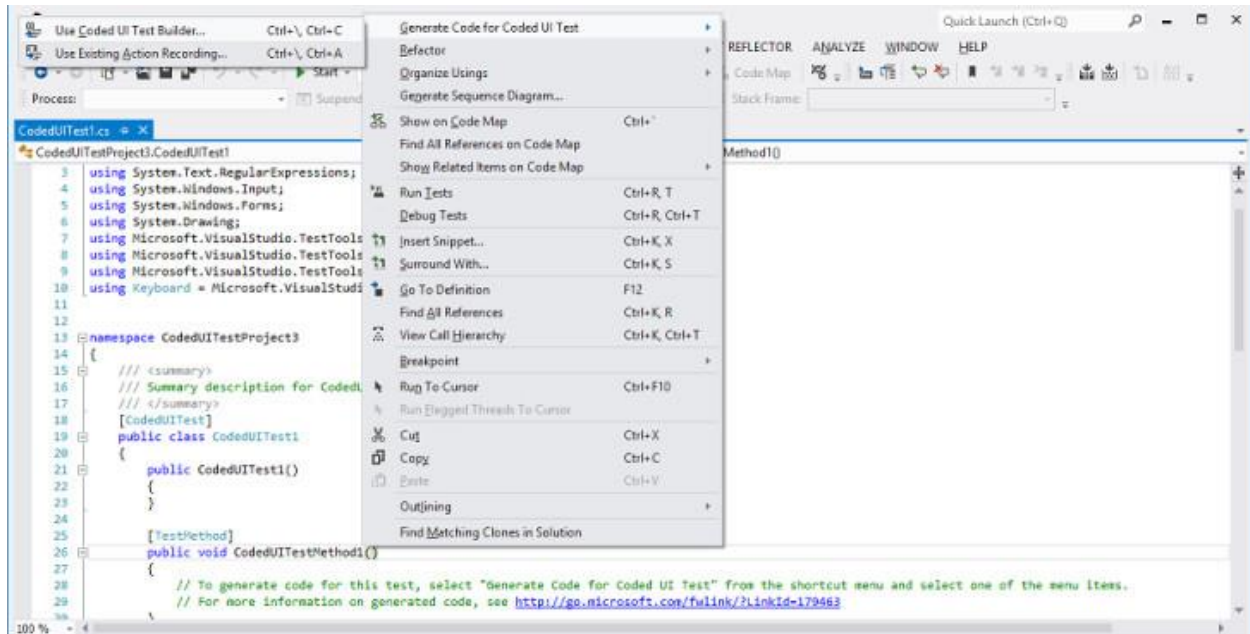 Quick Launch (Ctrl+Q)
Use Coded UI Test Builder... Ctrl+\, Ctrl+C
Use Existing Action Recording... Ctrl+\, Ctrl+A
REFLECTOR ANALYZE WINDOW HELP
Start
Code Map
Process:
Suspend
Stack Frame:
CodedUITest1.cs
CodedUITestProject3.CodedUITest1
Method1()
Generate Code for Coded UI Test
Refactor
Organize Usings
Generate Sequence Diagram...
Show on Code Map Ctrl+`
Find All References on Code Map
Show Related Items on Code Map
Run Tests Ctrl+R, T
Debug Tests Ctrl+R, Ctrl+T
Insert Snippet... Ctrl+K, X
Surround With... Ctrl+K, S
Go To Definition F12
Find All References Ctrl+K, R
View Call Hierarchy Ctrl+K, Ctrl+T
Breakpoint
Run To Cursor Ctrl+F10
Run Flagged Threads To Cursor
Cut Ctrl+X
Copy Ctrl+C
Paste Ctrl+V
Outlining
Find Matching Clones in Solution
3 using System.Text.RegularExpressions;
4 using System.Windows.Input;
5 using System.Windows.Forms;
6 using System.Drawing;
7 using Microsoft.VisualStudio.TestTools
8 using Microsoft.VisualStudio.TestTools
9 using Microsoft.VisualStudio.TestTools
10 using Keyboard = Microsoft.VisualStudi
11
12
13 namespace CodedUITestProject3
14 {
15 /// <summary>
16 /// Summary description for CodedU
17 /// </summary>
18 [CodedUITest]
19 public class CodedUITest1
20 {
21 public CodedUITest1()
22 {
23 }
24
25 [TestMethod]
26 public void CodedUITestMethod1()
27 {
28 // To generate code for this test, select "Generate Code for Coded UI Test" from the shortcut menu and select one of the menu items.
29 // For more information on generated code, see http://go.microsoft.com/fwlink/?LinkId=179463
30 }
100 %